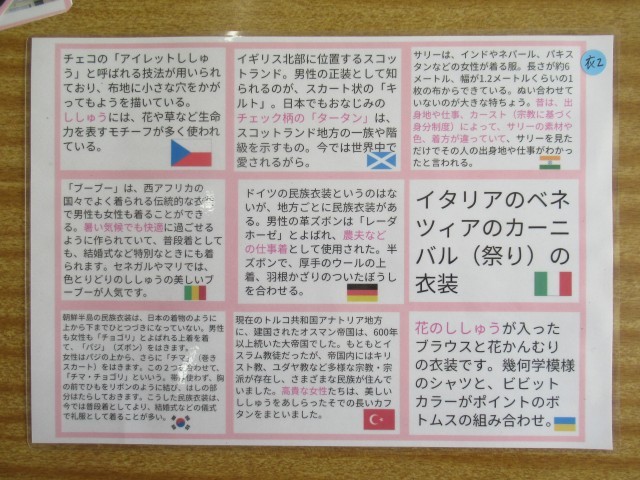 チェコの「アイレットししゅ
う」と呼ばれる技法が用いられ
ており、布地に小さな穴をかが
ってもようを描いている。
ししゅうには、花や草など生命
力を表すモチーフが多く使われ
ている。
イギリス北部に位置するスコッ
トランド。男性の正装として知
られるのが、スカート状の「キ
ルト」。日本でもおなじみの
チェック柄の「タータン」は、
スコットランド地方の一族や階
級を示すもの。今では世界中で
愛されるがら。
サリーは、インドやネパール、パキス
タンなどの女性が着る服。長さが約6
メートル、幅が1.2メートルくらいの1
枚の布からできている。ぬい合わせて
いないのが大きな特ちょう。昔は、出
身地や仕事、カースト（宗教に基づく
身分制度）によって、サリーの素材や
色、着方が違っていて、サリーを見た
だけでその人の出身地や仕事がわかっ
たと言われる。
衣2
「ブーブー」は、西アフリカの
国々でよく着られる伝統的な衣
で男性も女性も着ることができ
る。暑い気候でも快適に過ごせる
ように作られていて、普段着として
も、結婚式など特別なときにも着
られます。セネガルやマリでは、
色とりどりのししゅうの美しいブ
ーブーが人気です。
ドイツの民族衣装というのはな
いが、地方ごとに民族衣装があ
る。男性の革ズボンは「レーダ
ホーゼ」とよばれ、農夫など
の仕事着として使用された。半
ズボンで、厚手のウールの上
着、羽根かざりのついたぼうし
を合わせる。
イタリアのベネ
ツィアのカーニ
バル（祭り）の
衣装
朝鮮半島の民族衣装は、日本の着物のように
上から下までひとつづきになっていない。男性
も女性も「チョゴリ」とよばれる上着を着
て、「パジ」（ズボン）をはきます。
女性はパジの上から、さらに「チマ」（巻き
スカート）をはきます。この２つを合わせて、
「チマ・チョゴリ」という。帯は使わず、胸
の前でひもをリボンのように結び、はしの部
分はたらしておきます。こうした民族衣装は、
今では普段着としてより、結婚式などの儀式
で礼服として着ることが多い。
現在のトルコ共和国アナトリア地方
に、建国されたオスマン帝国は、600年
以上続いた大帝国でした。もともとイ
スラム教徒だったが、帝国内にはキリ
スト教、ユダヤ教など多様な宗教・宗
派が存在し、さまざまな民族が住んで
いました。高貴な女性たちは、美しい
ししゅうをあしらったそでの長いカフ
タンをまといました。
花のししゅうが入った
ブラウスと花かんむり
の衣装です。幾何学模様
のシャツと、ビビット
カラーがポイントのボ
トムスの組み合わせ。